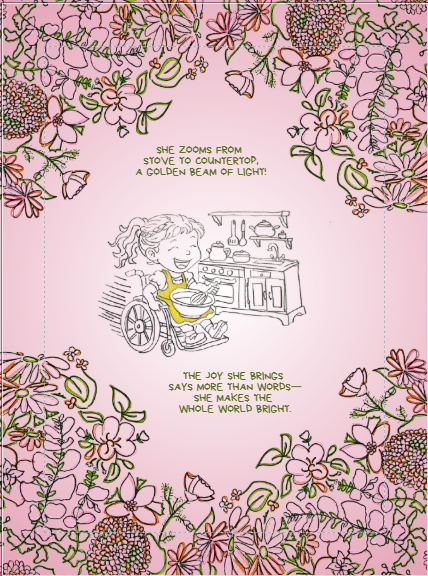 SHE ZOOMS FROM
STOVE TO COUNTERTOP,
A GOLDEN BEAM OF LIGHT!
THE JOY SHE BRINGS
SAYS MORE THAN WORDS—
SHE MAKES THE
WHOLE WORLD BRIGHT.